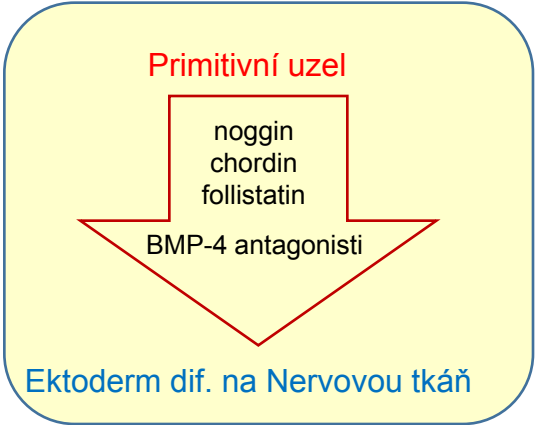 Primitivní uzel
noggin
chordin
follistatin
BMP-4 antagonisti
Ektoderm dif. na Nervovou tkáň